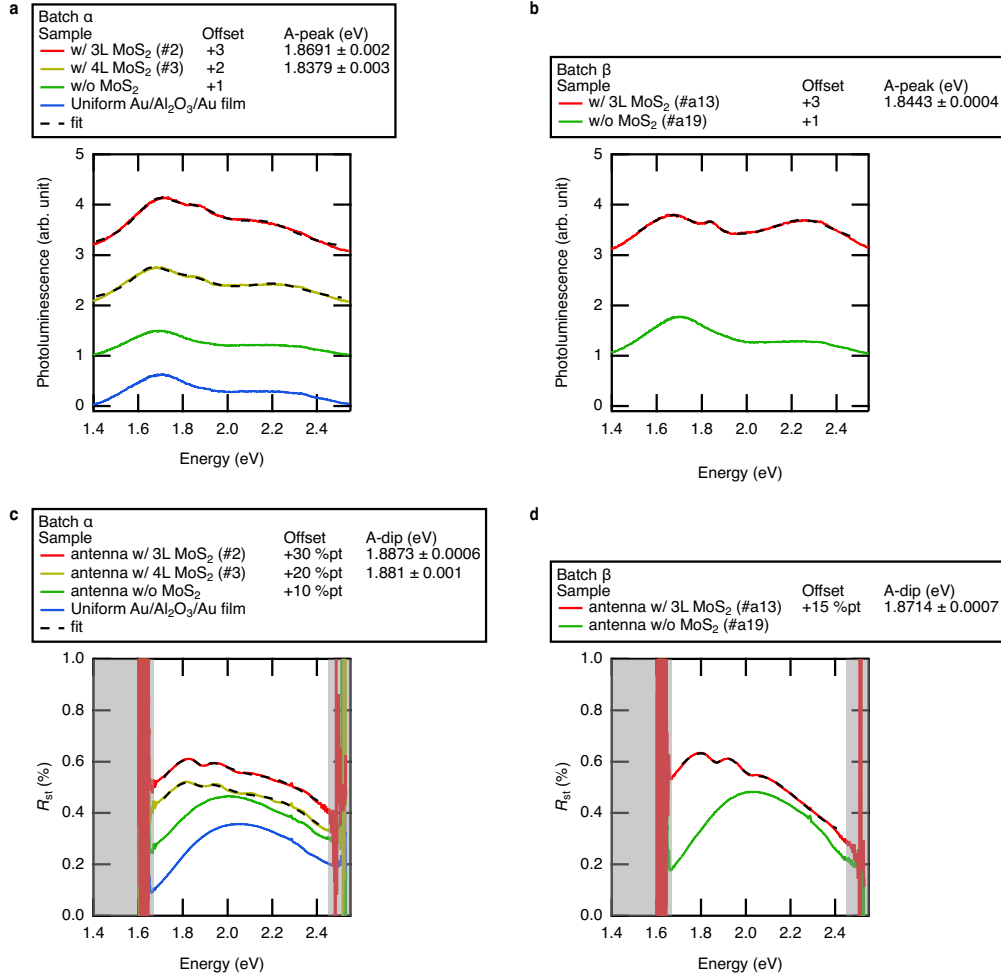 a
Batch α
Sample Offset A-peak (eV)
w/ 3L MoS₂ (#2) +3 1.8691 ± 0.002
w/ 4L MoS₂ (#3) +2 1.8379 ± 0.003
w/o MoS₂ +1
Uniform Au/Al₂O₃/Au film
fit
5
4
3
2
1
0
Photoluminescence (arb. unit)
1.4 1.6 1.8 2.0 2.2 2.4
Energy (eV)
b
Batch β
Sample Offset A-peak (eV)
w/ 3L MoS₂ (#a13) +3 1.8443 ± 0.0004
w/o MoS₂ (#a19) +1
5
4
3
2
1
0
Photoluminescence (arb. unit)
1.4 1.6 1.8 2.0 2.2 2.4
Energy (eV)
c
Batch α
Sample Offset A-dip (eV)
antenna w/ 3L MoS₂ (#2) +30 %pt 1.8873 ± 0.0006
antenna w/ 4L MoS₂ (#3) +20 %pt 1.881 ± 0.001
antenna w/o MoS₂ +10 %pt
Uniform Au/Al₂O₃/Au film
fit
1.0
0.8
0.6
0.4
0.2
0.0
Rst (%)
1.4 1.6 1.8 2.0 2.2 2.4
Energy (eV)
d
Batch β
Sample Offset A-dip (eV)
antenna w/ 3L MoS₂ (#a13) +15 %pt 1.8714 ± 0.0007
antenna w/o MoS₂ (#a19)
1.0
0.8
0.6
0.4
0.2
0.0
Rst (%)
1.4 1.6 1.8 2.0 2.2 2.4
Energy (eV)